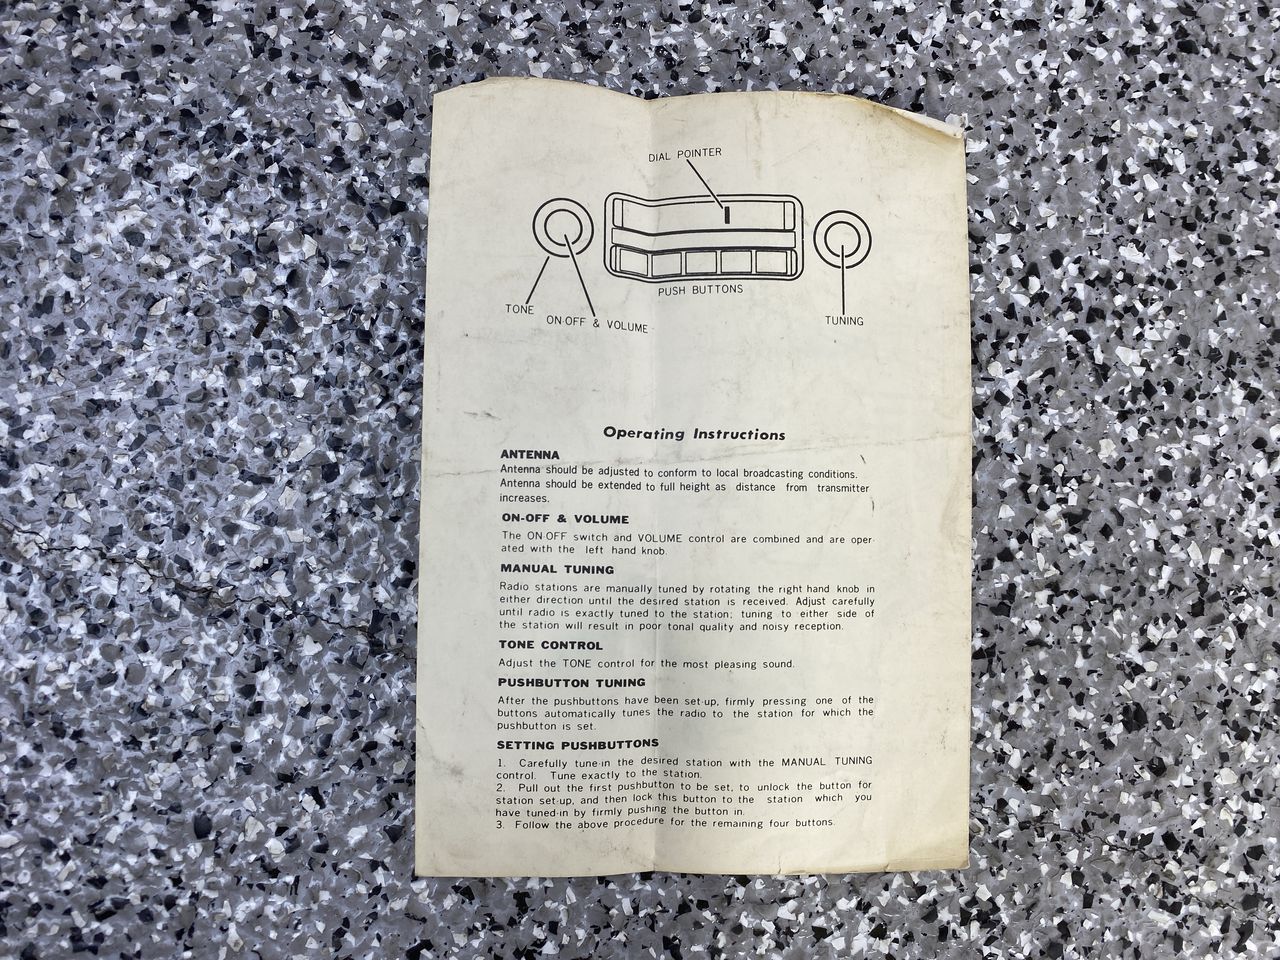 DIAL POINTER
PUSH BUTTONS
TONE
ON-OFF & VOLUME
TUNING
Operating Instructions
ANTENNA
Antenna should be adjusted to conform to local broadcasting conditions.
Antenna should be extended to full height as distance from transmitter
increases.
ON-OFF & VOLUME
The ON-OFF switch and VOLUME control are combined and are oper-
ated with the left hand knob.
MANUAL TUNING
Radio stations are manually tuned by rotating the right hand knob in
either direction until the desired station is received. Adjust carefully
until radio is exactly tuned to the station; tuning to either side of
the station will result in poor tonal quality and noisy reception.
TONE CONTROL
Adjust the TONE control for the most pleasing sound.
PUSHBUTTON TUNING
After the pushbuttons have been set-up, firmly pressing one of the
buttons automatically tunes the radio to the station for which the
pushbutton is set.
SETTING PUSHBUTTONS
1. Carefully tune-in the desired station with the MANUAL TUNING
control. Tune exactly to the station.
2. Pull out the first pushbutton to be set, to unlock the button for
station set-up, and then lock this button to the station which you
have tuned-in by firmly pushing the button in.
3. Follow the above procedure for the remaining four buttons.